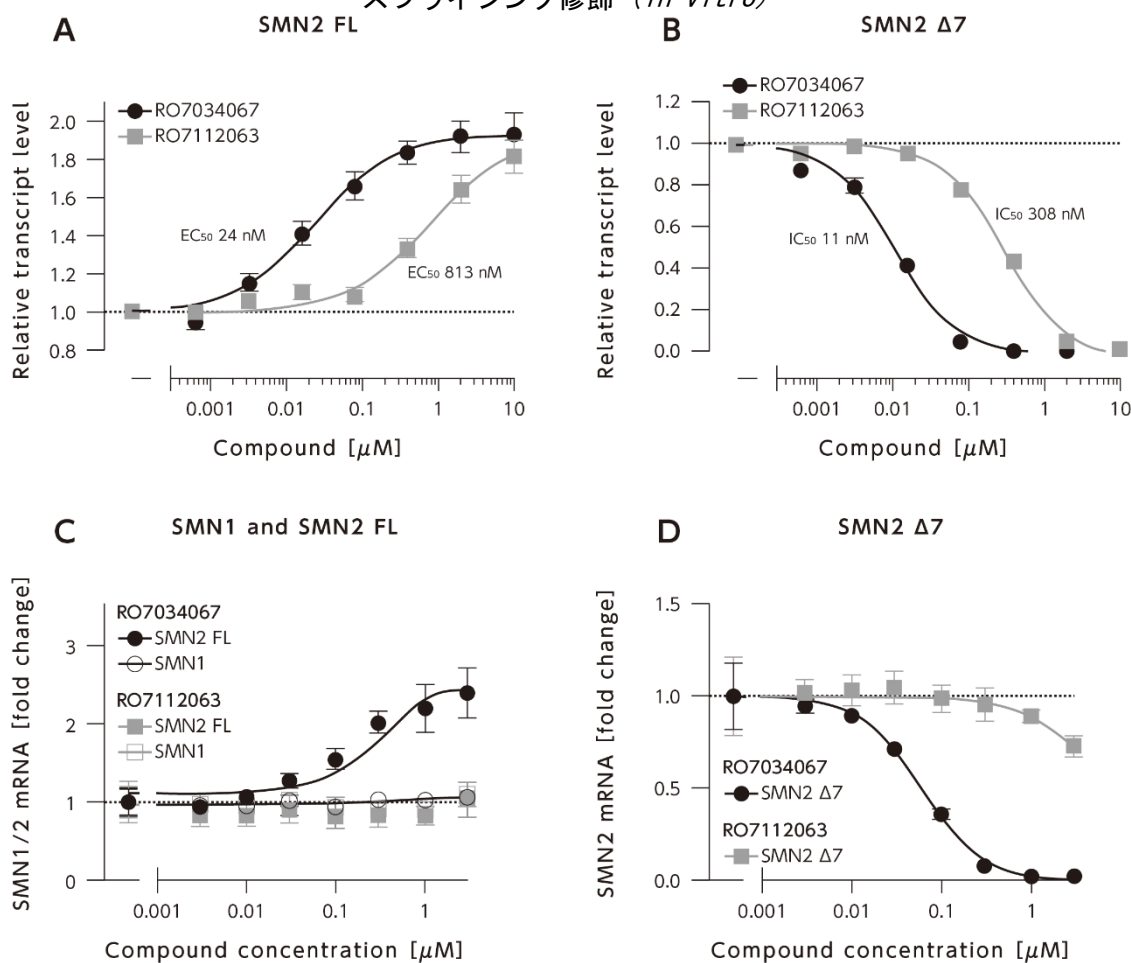 スプライシング修飾 (in vitro)
A
SMN2 FL
Relative transcript level
RO7034067
RO7112063
2.0
1.8
1.6
1.4
1.2
1.0
0.8
EC50 24 nM
EC50 813 nM
0.001 0.01 0.1 1 10
Compound [μM]
B
SMN2 Δ7
Relative transcript level
RO7034067
RO7112063
1.2
1.0
0.8
0.6
0.4
0.2
0.0
IC50 308 nM
IC50 11 nM
0.001 0.01 0.1 1 10
Compound [μM]
C
SMN1 and SMN2 FL
SMN1/2 mRNA [fold change]
RO7034067
SMN2 FL
SMN1
RO7112063
SMN2 FL
SMN1
3
2
1
0
0.001 0.01 0.1 1
Compound concentration [μM]
D
SMN2 Δ7
SMN2 mRNA [fold change]
1.5
1.0
0.5
0.0
RO7034067
SMN2 Δ7
RO7112063
SMN2 Δ7
0.001 0.01 0.1 1
Compound concentration [μM]